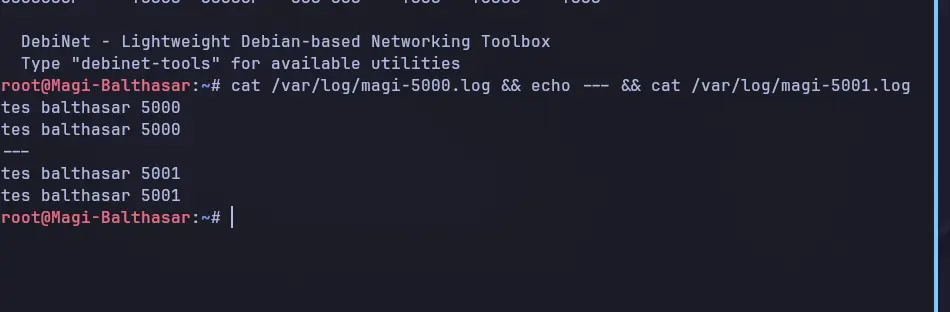 DebiNet - Lightweight Debian-based Networking Toolbox
Type "debinet-tools" for available utilities
root@Magi-Balthasar:~# cat /var/log/magi-5000.log && echo --- && cat /var/log/magi-5001.log
tes balthasar 5000
tes balthasar 5000
---
tes balthasar 5001
tes balthasar 5001
root@Magi-Balthasar:~#